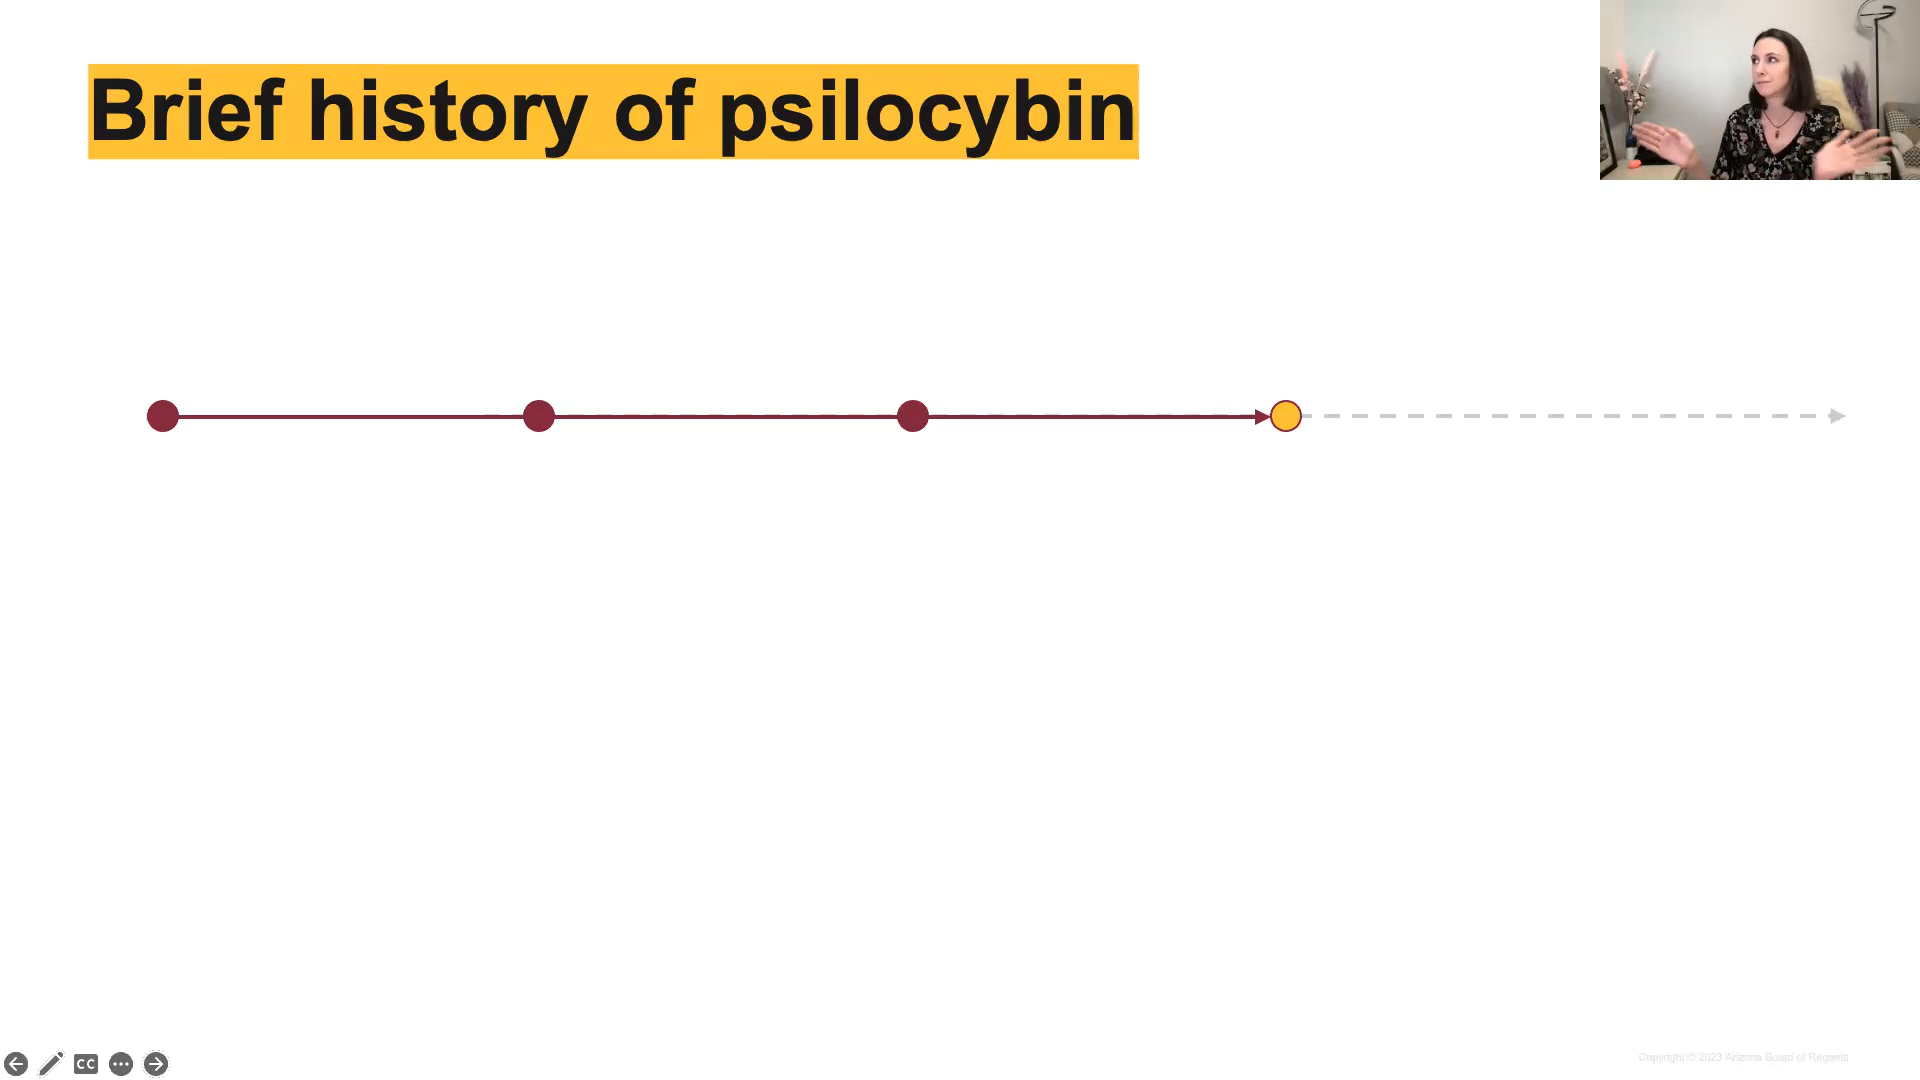 Brief history of psilocybin
CC
Copyright © 2023 Arizona Board of Regents